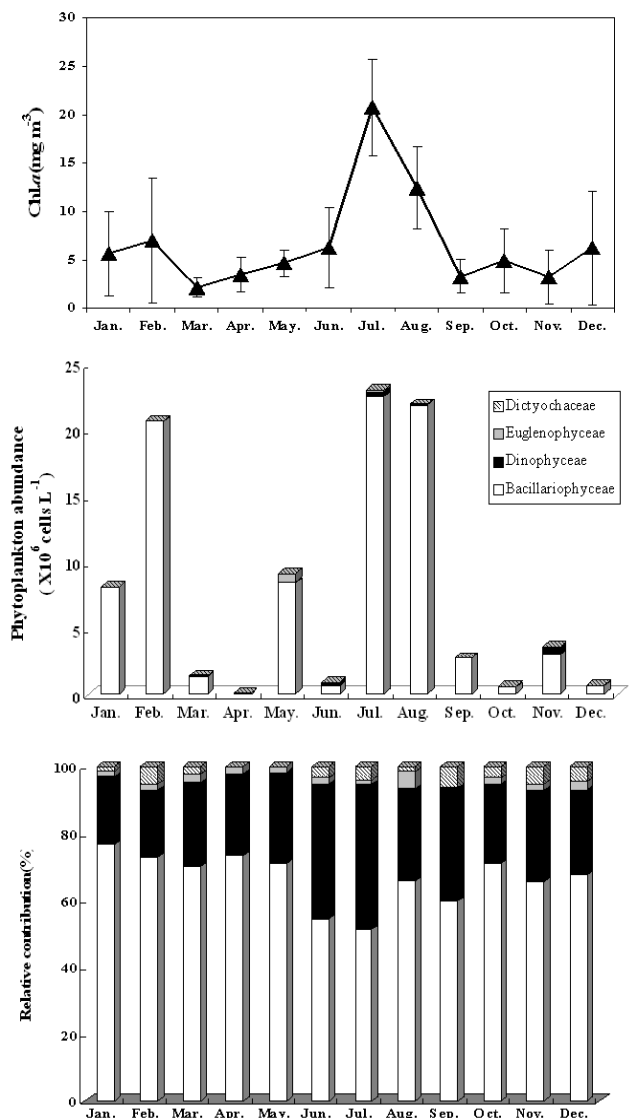 30
25
20
15
10
5
0
Chl.a(mg m-3)
Jan. Feb. Mar. Apr. May. Jun. Jul. Aug. Sep. Oct. Nov. Dec.
25
20
15
10
5
0
Phytoplankton abundance
( X10^6 cells L^-1)
Dictyochaceae
Euglenophyceae
Dinophyceae
Bacillariophyceae
Jan. Feb. Mar. Apr. May. Jun. Jul. Aug. Sep. Oct. Nov. Dec.
100
80
60
40
20
0
Relative contribution(%)
Jan. Feb. Mar. Apr. May. Jun. Jul. Aug. Sep. Oct. Nov. Dec.